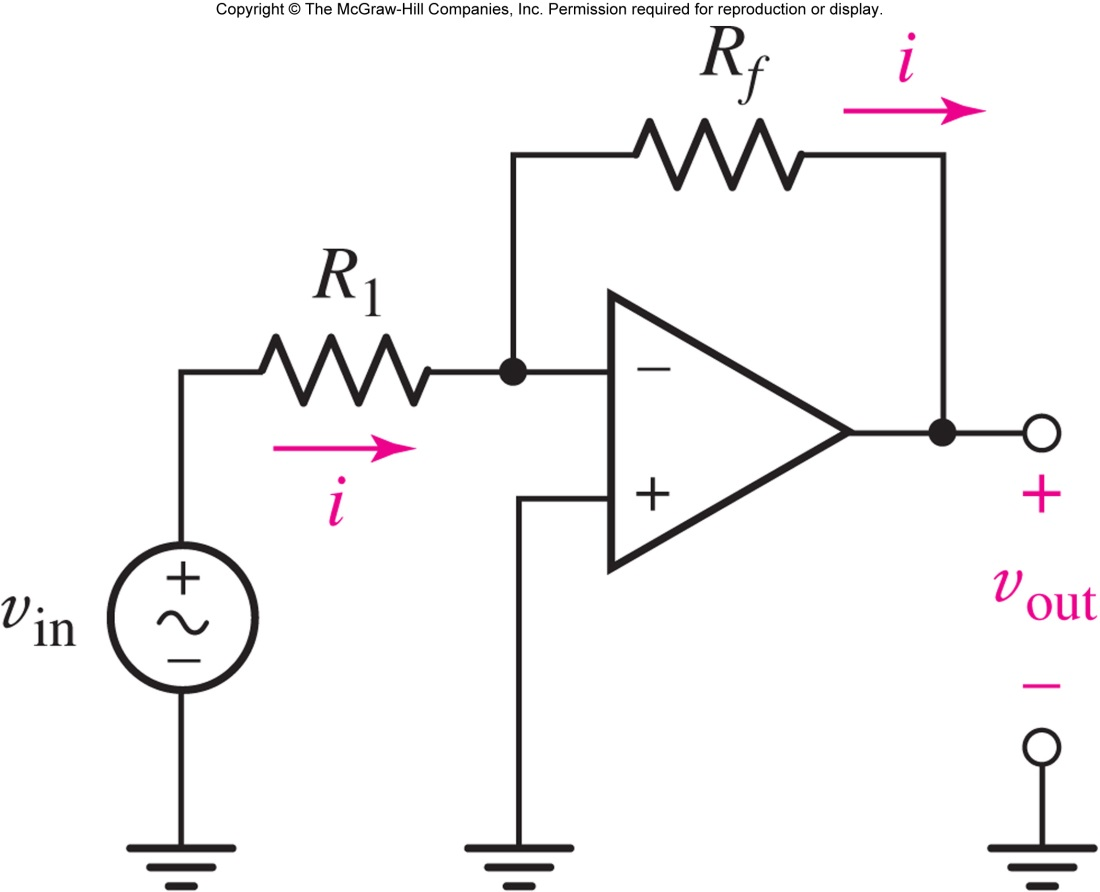 Copyright © The McGraw-Hill Companies, Inc. Permission required for reproduction or display.
R_f
i
R_1
−
i
+
+
+
v_in
v_out
−
−